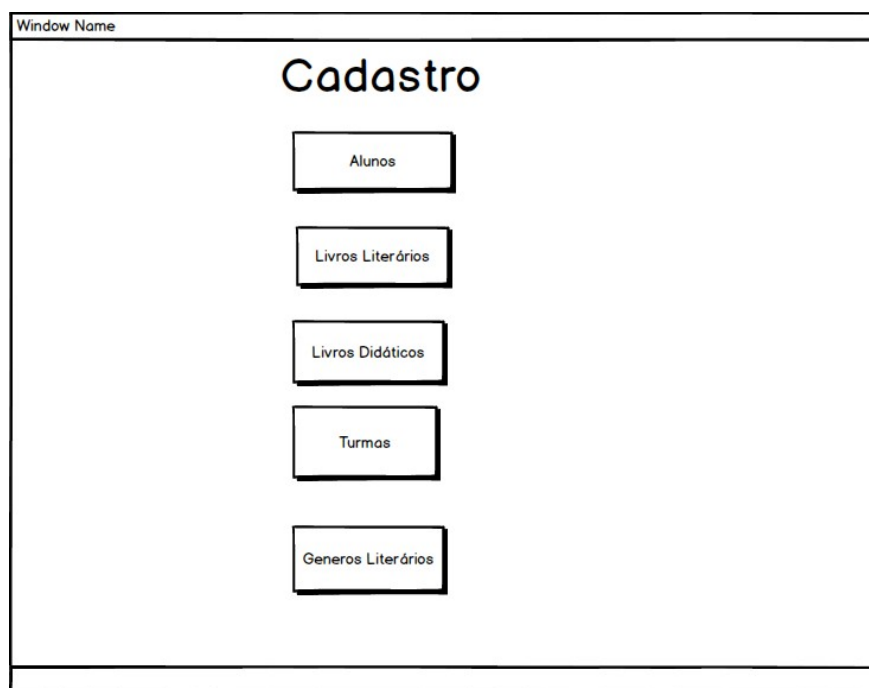 Window Name
Cadastro
Alunos
Livros Literários
Livros Didáticos
Turmas
Generos Literários